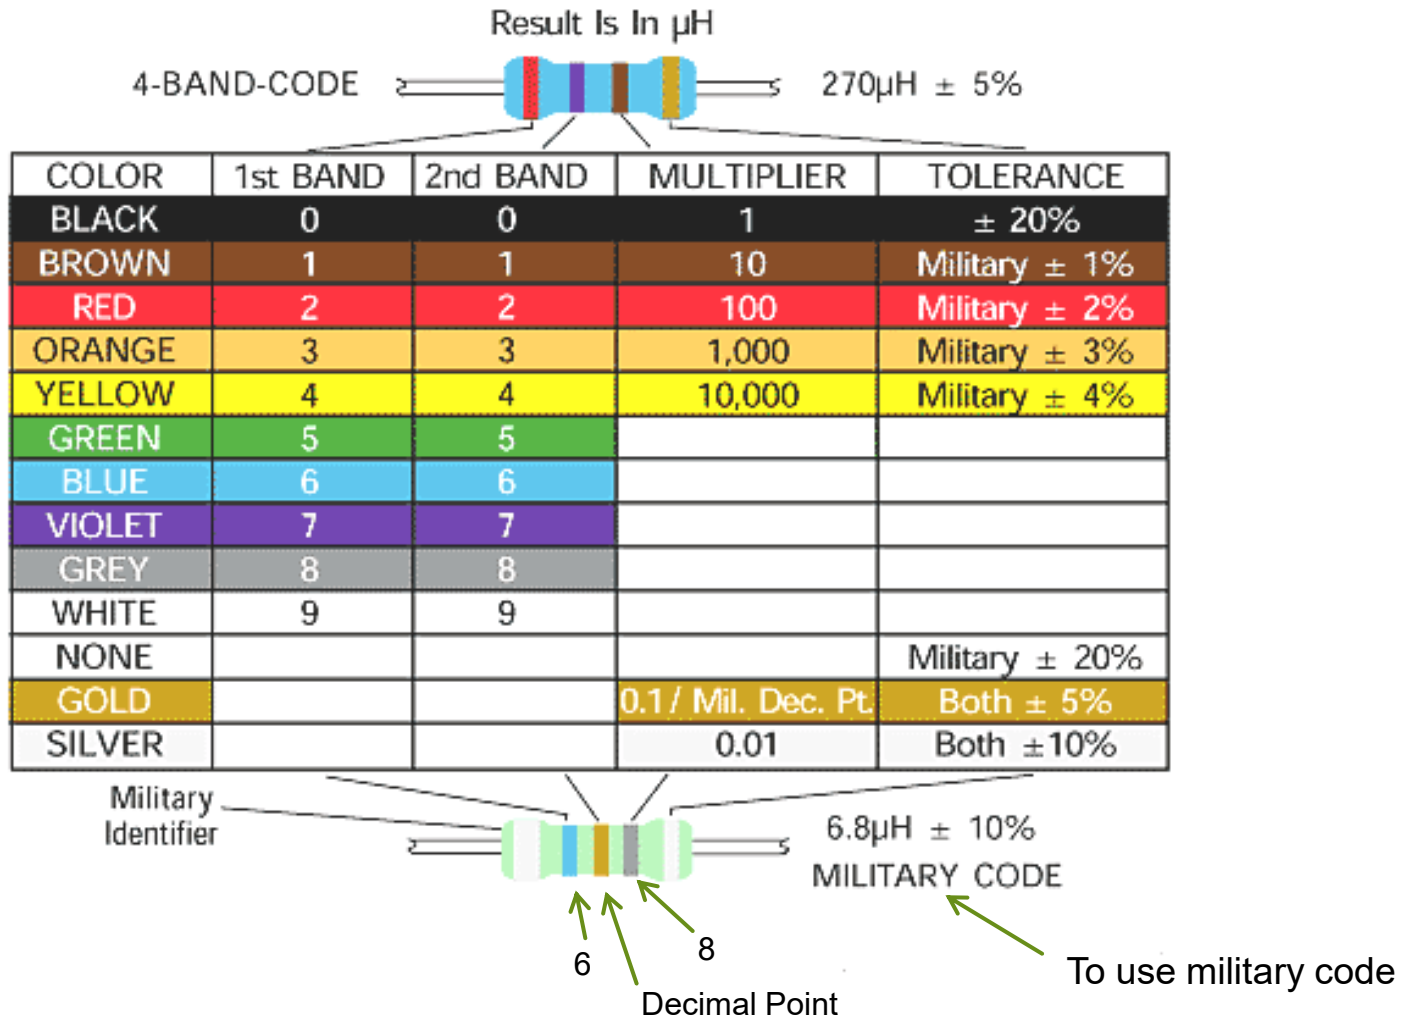 Result Is In µH
4-BAND-CODE
270µH ± 5%
COLOR 1st BAND 2nd BAND MULTIPLIER TOLERANCE
BLACK 0 0 1 ± 20%
BROWN 1 1 10 Military ± 1%
RED 2 2 100 Military ± 2%
ORANGE 3 3 1,000 Military ± 3%
YELLOW 4 4 10,000 Military ± 4%
GREEN 5 5
BLUE 6 6
VIOLET 7 7
GREY 8 8
WHITE 9 9
NONE Military ± 20%
GOLD 0.1/ Mil. Dec. Pt. Both ± 5%
SILVER 0.01 Both ±10%
Military
Identifier
6.8µH ± 10%
MILITARY CODE
6
8
Decimal Point
To use military code